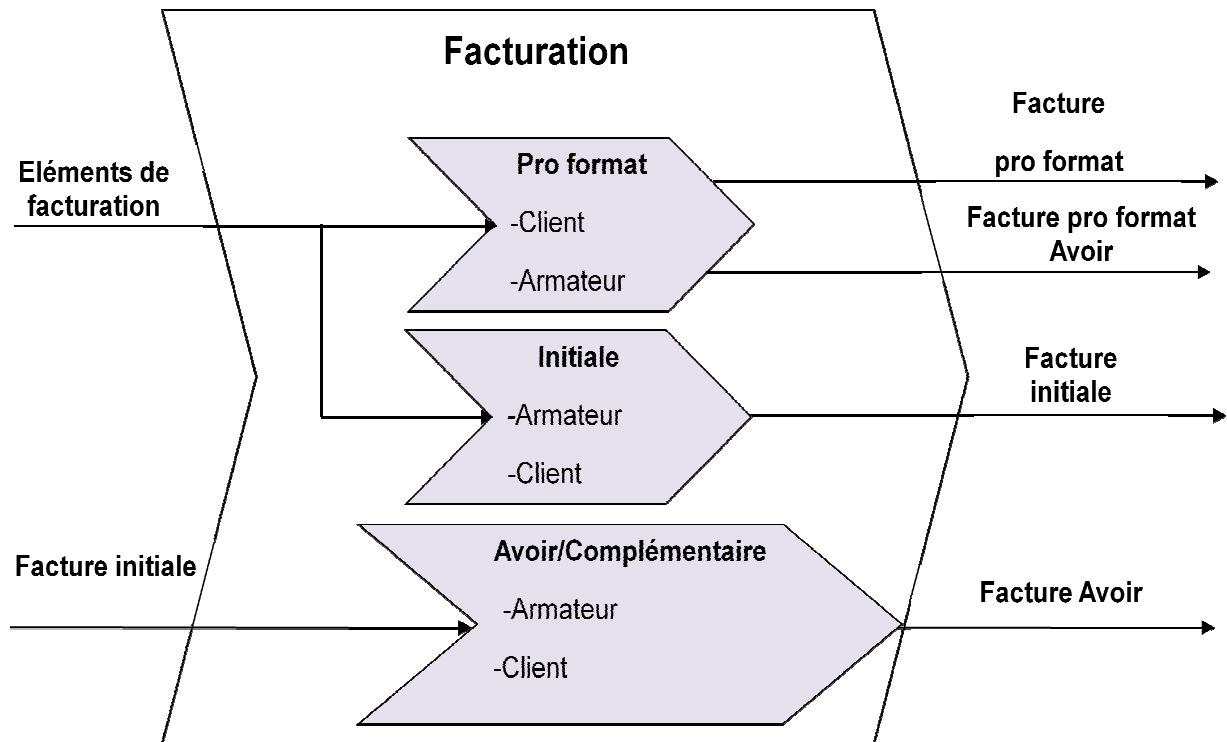 Facturation
Eléments de
facturation
Pro format
-Client
-Armateur
Facture
pro format
Facture pro format
Avoir
Initiale
-Armateur
-Client
Facture
initiale
Facture initiale
Avoir/Complémentaire
-Armateur
-Client
Facture Avoir